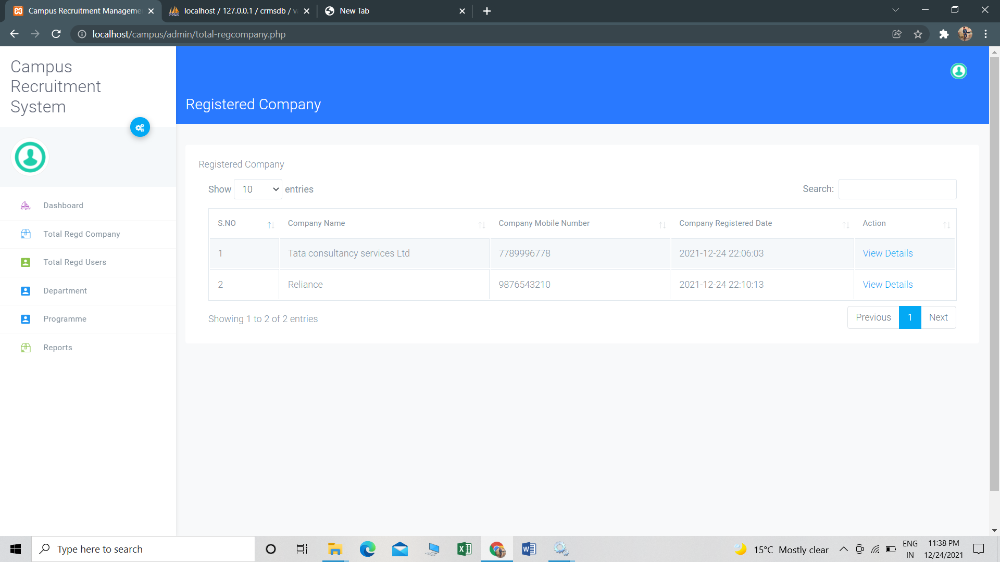 Campus Recruitment Manageme
localhost / 127.0.0.1 / crmsdb /
New Tab
localhost/campus/admin/total-regcompany.php
Campus
Recruitment
System
Registered Company
Dashboard
Total Regd Company
Total Regd Users
Department
Programme
Reports
Registered Company
Show 10 entries
Search:
S.NO Company Name Company Mobile Number Company Registered Date Action
1 Tata consultancy services Ltd 7789996778 2021-12-24 22:06:03 View Details
2 Reliance 9876543210 2021-12-24 22:10:13 View Details
Showing 1 to 2 of 2 entries
Previous 1 Next
Type here to search
15°C Mostly clear
ENG
IN
11:38 PM
12/24/2021